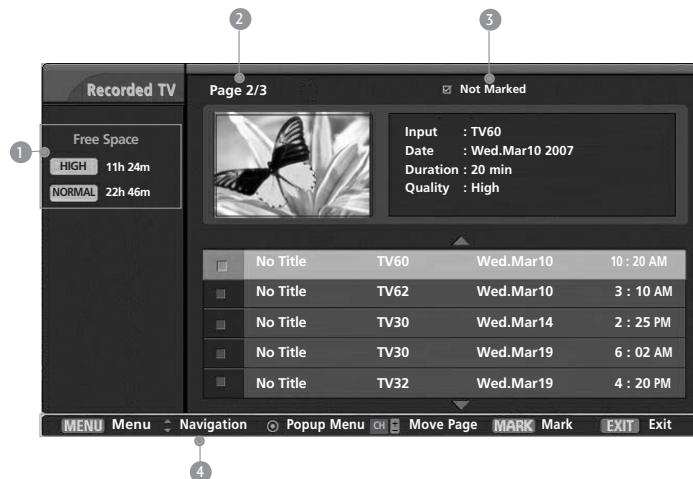 2 3
Recorded TV Page 2/3 Not Marked
1
Free Space
HIGH 11h 24m
NORMAL 22h 46m
Input : TV60
Date : Wed.Mar10 2007
Duration : 20 min
Quality : High
No Title TV60 Wed.Mar10 10 : 20 AM
No Title TV62 Wed.Mar10 3 : 10 AM
No Title TV30 Wed.Mar14 2 : 25 PM
No Title TV30 Wed.Mar19 6 : 02 AM
No Title TV32 Wed.Mar19 4 : 20 PM
MENU Menu Navigation Popup Menu CH Move Page MARK Mark EXIT Exit
4